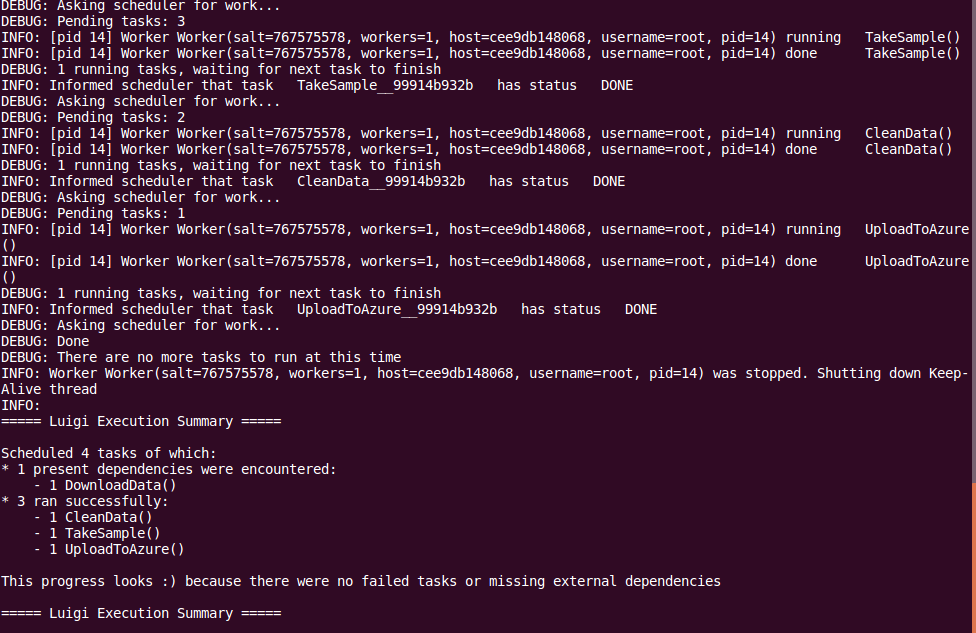 DEBUG: Asking scheduler for work...
DEBUG: Pending tasks: 3
INFO: [pid 14] Worker Worker(salt=767575578, workers=1, host=cee9db148068, username=root, pid=14) running   TakeSample()
INFO: [pid 14] Worker Worker(salt=767575578, workers=1, host=cee9db148068, username=root, pid=14) done      TakeSample()
DEBUG: 1 running tasks, waiting for next task to finish
INFO: Informed scheduler that task   TakeSample__99914b932b   has status   DONE
DEBUG: Asking scheduler for work...
DEBUG: Pending tasks: 2
INFO: [pid 14] Worker Worker(salt=767575578, workers=1, host=cee9db148068, username=root, pid=14) running   CleanData()
INFO: [pid 14] Worker Worker(salt=767575578, workers=1, host=cee9db148068, username=root, pid=14) done      CleanData()
DEBUG: 1 running tasks, waiting for next task to finish
INFO: Informed scheduler that task   CleanData__99914b932b   has status   DONE
DEBUG: Asking scheduler for work...
DEBUG: Pending tasks: 1
INFO: [pid 14] Worker Worker(salt=767575578, workers=1, host=cee9db148068, username=root, pid=14) running   UploadToAzure
()
INFO: [pid 14] Worker Worker(salt=767575578, workers=1, host=cee9db148068, username=root, pid=14) done      UploadToAzure
()
DEBUG: 1 running tasks, waiting for next task to finish
INFO: Informed scheduler that task   UploadToAzure__99914b932b   has status   DONE
DEBUG: Asking scheduler for work...
DEBUG: Done
DEBUG: There are no more tasks to run at this time
INFO: Worker Worker(salt=767575578, workers=1, host=cee9db148068, username=root, pid=14) was stopped. Shutting down Keep-
Alive thread
INFO:
===== Luigi Execution Summary =====

Scheduled 4 tasks of which:
* 1 present dependencies were encountered:
    - 1 DownloadData()
* 3 ran successfully:
    - 1 CleanData()
    - 1 TakeSample()
    - 1 UploadToAzure()

This progress looks :) because there were no failed tasks or missing external dependencies

===== Luigi Execution Summary =====